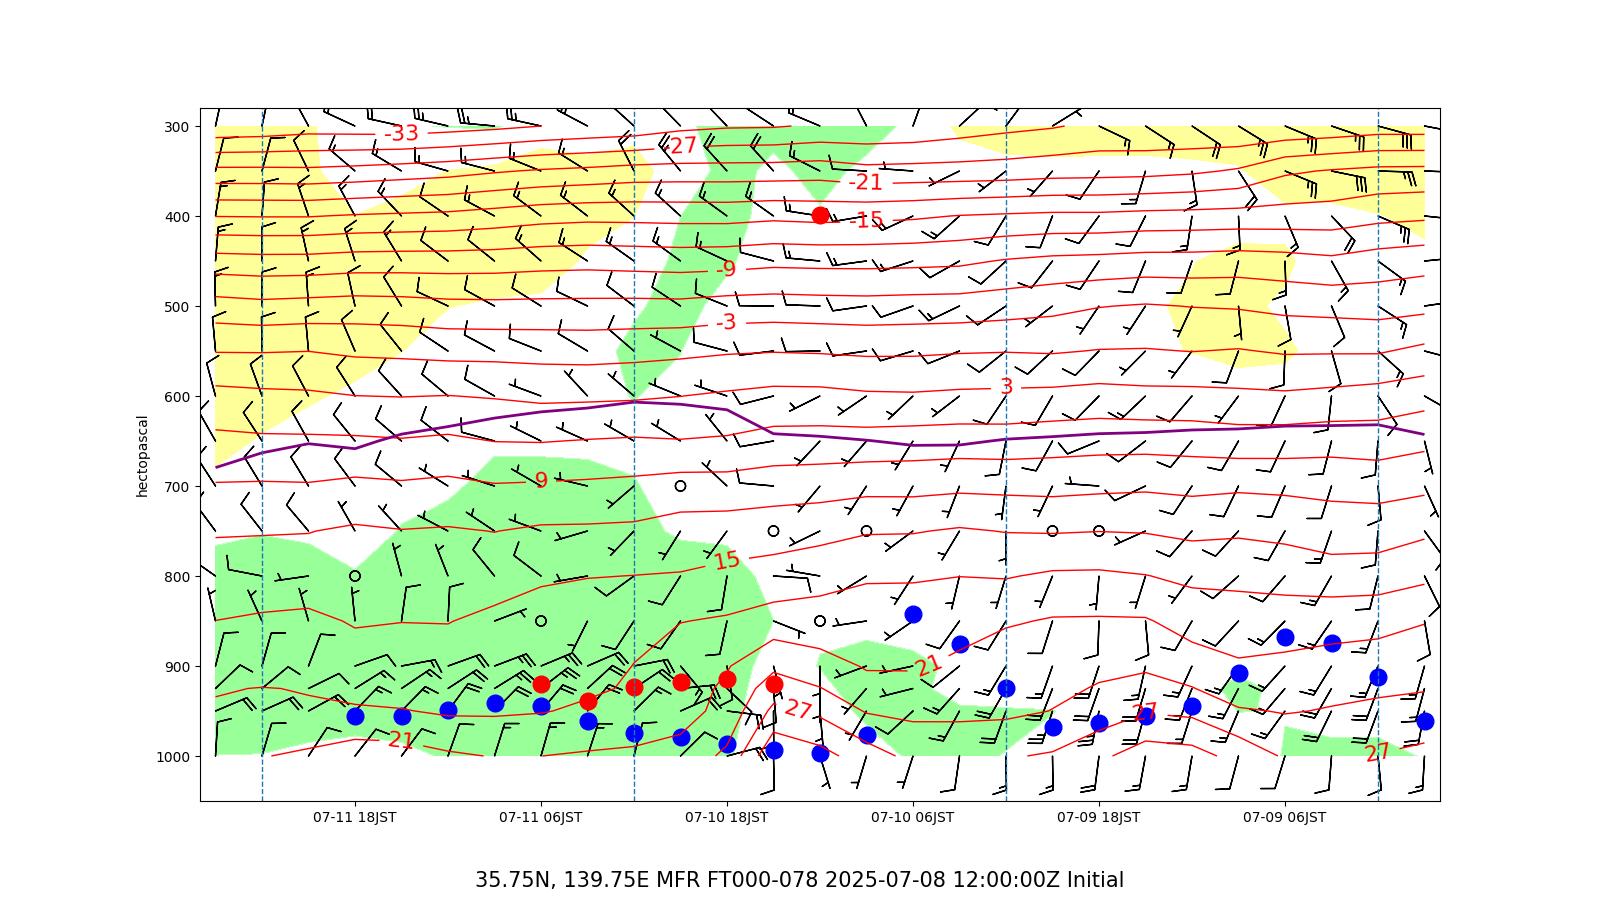 300
400
500
600
700
800
900
1000
hectopascal
-33
-27
-21
-15
-9
-3
3
9
15
21
27
21
27
27
07-11 18JST
07-11 06JST
07-10 18JST
07-10 06JST
07-09 18JST
07-09 06JST
35.75N, 139.75E MFR FT000-078 2025-07-08 12:00:00Z Initial